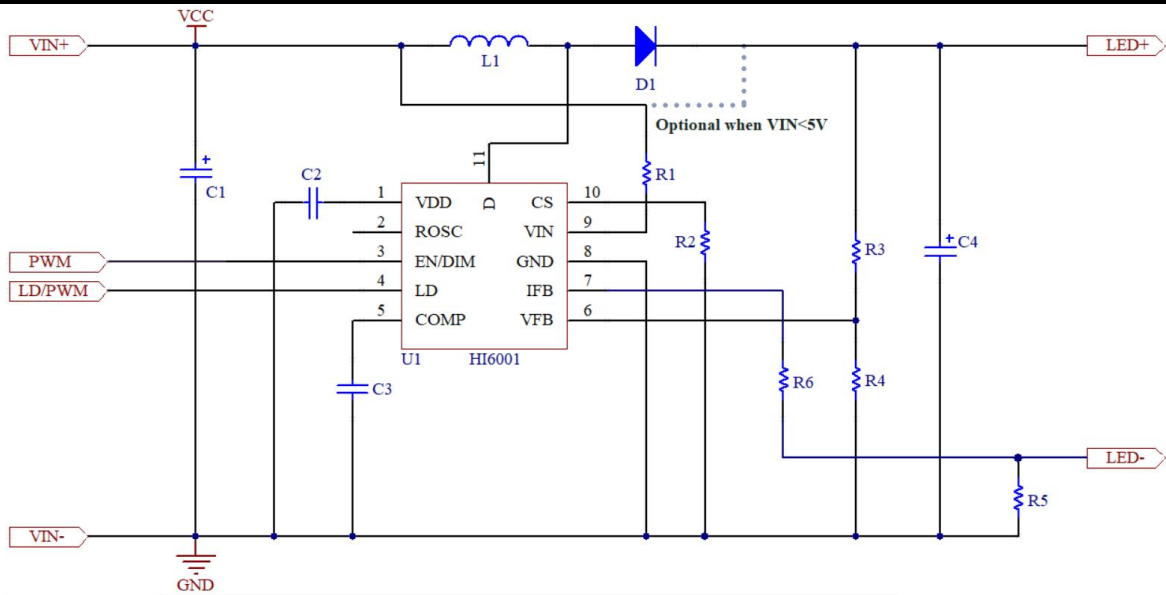 VCC
VIN+
LED+
L1
D1
Optional when VIN<5V
11
R1
C1
C2
1
VDD
D
CS
10
2
ROSC
VIN
9
R2
3
EN/DIM
GND
8
4
LD
IFB
7
5
COMP
VFB
6
PWM
LD/PWM
R3
C4
U1
HI6001
C3
R6
R4
LED-
R5
VIN-
GND